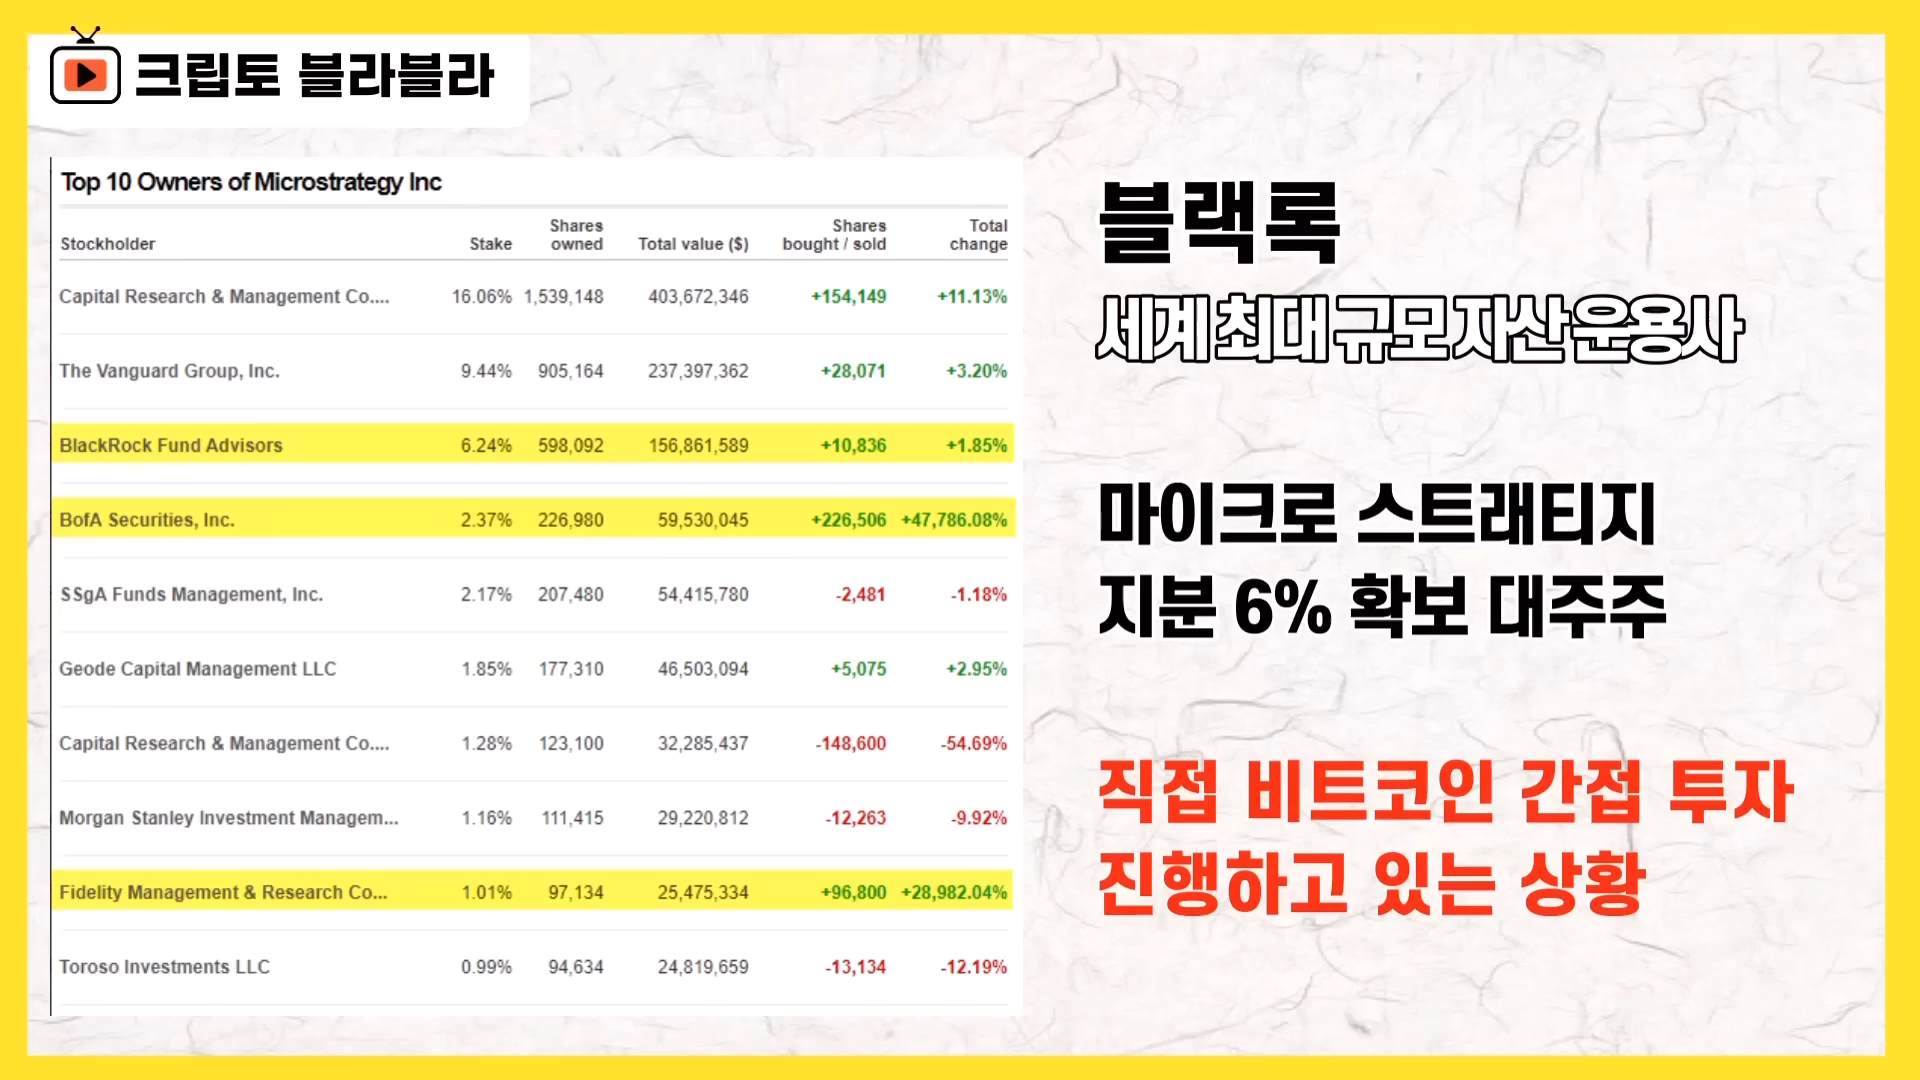 크립토 블라블라
Top 10 Owners of Microstrategy Inc
Stockholder Stake Shares owned Total value ($) Shares bought / sold Total change
Capital Research & Management Co.... 16.06% 1,539,148 403,672,346 +154,149 +11.13%
The Vanguard Group, Inc. 9.44% 905,164 237,397,362 +28,071 +3.20%
BlackRock Fund Advisors 6.24% 598,092 156,861,589 +10,836 +1.85%
BofA Securities, Inc. 2.37% 226,980 59,530,045 +226,506 +47,786.08%
SSgA Funds Management, Inc. 2.17% 207,480 54,415,780 -2,481 -1.18%
Geode Capital Management LLC 1.85% 177,310 46,503,094 +5,075 +2.95%
Capital Research & Management Co.... 1.28% 123,100 32,285,437 -148,600 -54.69%
Morgan Stanley Investment Managem... 1.16% 111,415 29,220,812 -12,263 -9.92%
Fidelity Management & Research Co... 1.01% 97,134 25,475,334 +96,800 +28,982.04%
Toroso Investments LLC 0.99% 94,634 24,819,659 -13,134 -12.19%
블랙록
세계 최대 규모 자산 운용사
마이크로 스트래티지
지분 6% 확보 대주주
직접 비트코인 간접 투자
진행하고 있는 상황